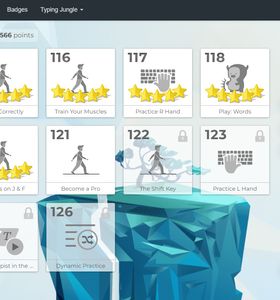 Badges Typing Jungle
566 points
116 117 118
Correctly Train Your Muscles Practice R Hand Play: Words
121 122 123
s on J & F Become a Pro The Shift Key Practice L Hand
126
pist in the ... Dynamic Practice